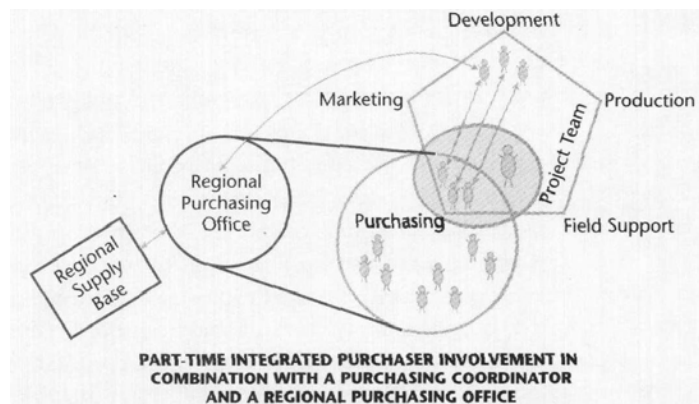 Development
Marketing
Production
Project Team
Regional
Purchasing
Office
Purchasing
Field Support
Regional
Supply
Base
PART-TIME INTEGRATED PURCHASER INVOLVEMENT IN
COMBINATION WITH A PURCHASING COORDINATOR
AND A REGIONAL PURCHASING OFFICE